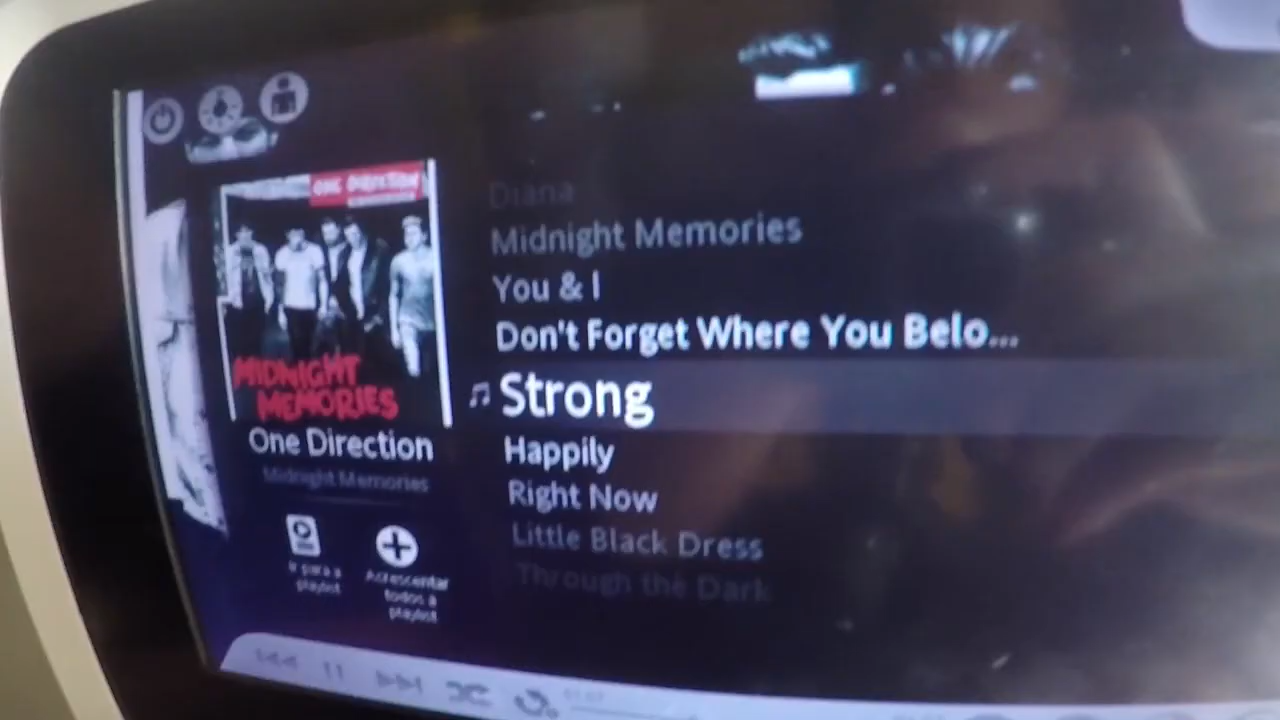 ONE DIRECTION
MIDNIGHT
MEMORIES
One Direction
Midnight Memories
Ir para a
playlist
Acrescentar
todos à
playlist
Diana
Midnight Memories
You & I
Don't Forget Where You Belo...
Strong
Happily
Right Now
Little Black Dress
Through the Dark